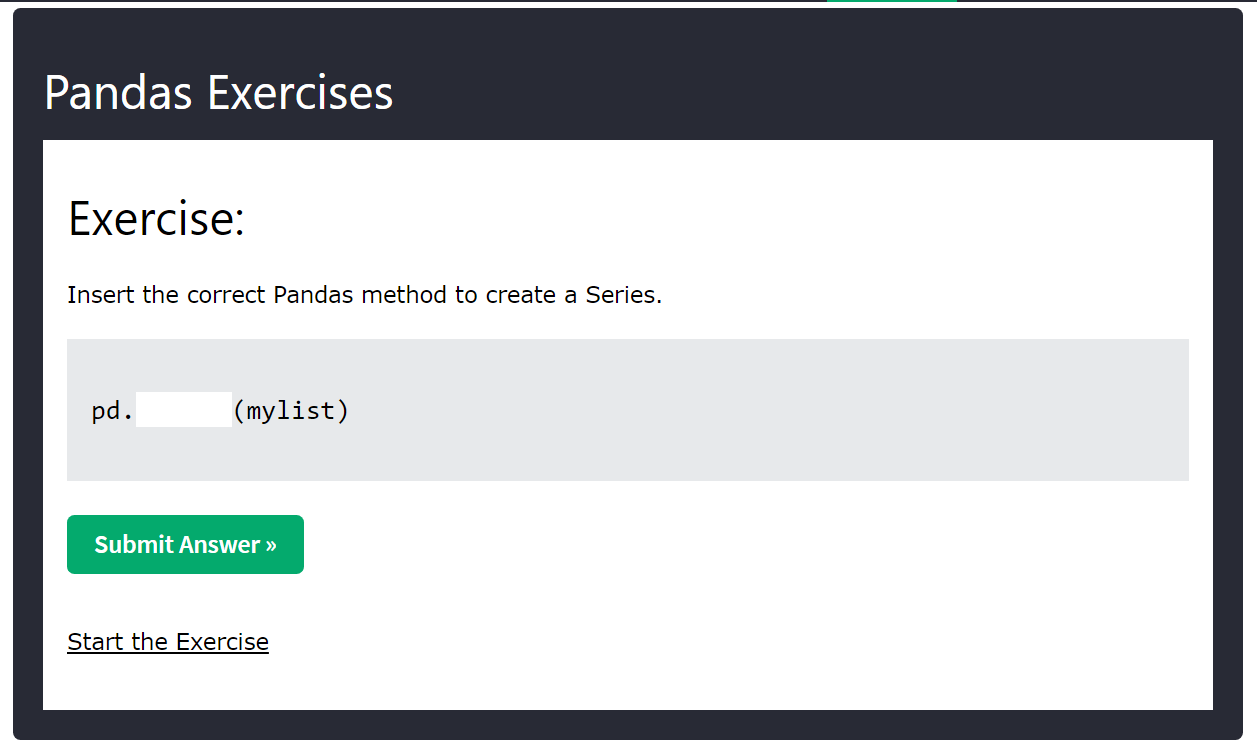 Pandas Exercises
Exercise:
Insert the correct Pandas method to create a Series.
pd. (mylist)
Submit Answer »
Start the Exercise